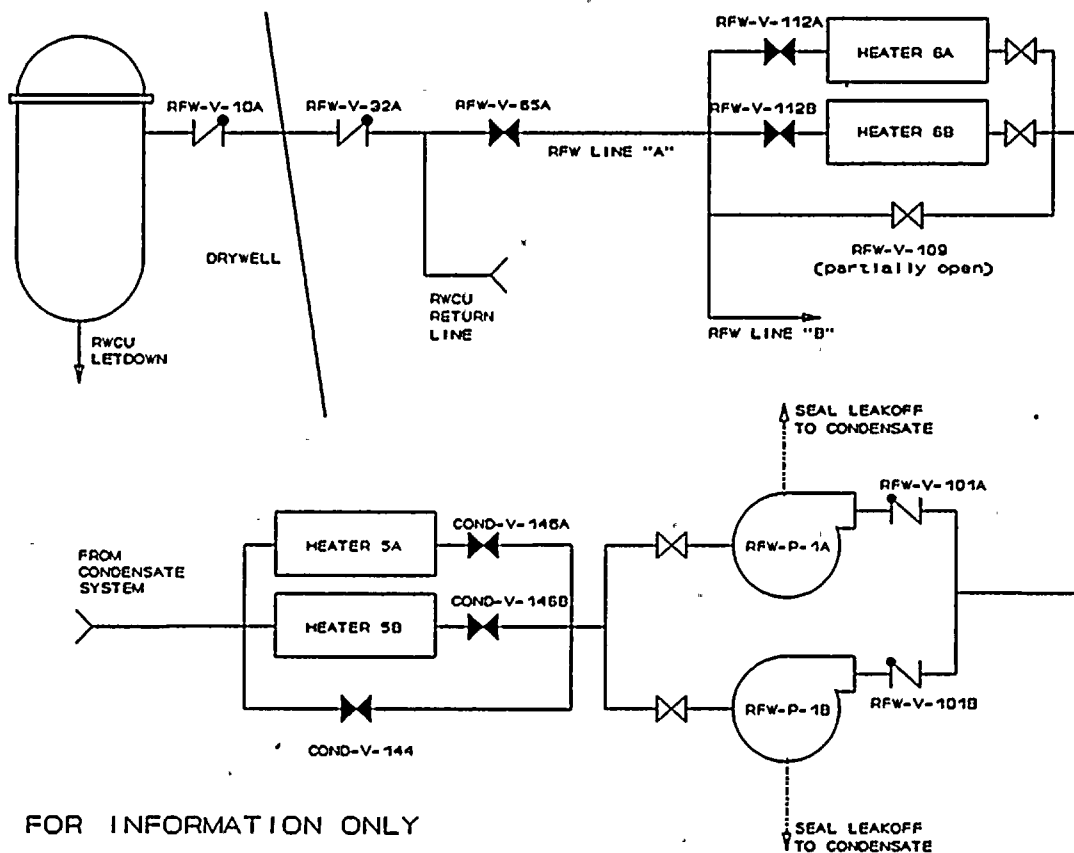 RFW-V-112A
HEATER 6A
RFW-V-10A
RFW-V-32A
RFW-V-65A
RFW-V-112B
HEATER 6B
RFW LINE "A"
DRYWELL
RFW-V-109
(partially open)
RWCU
RETURN
LINE
RFW LINE "B"
RWCU
LETDOWN
SEAL LEAKOFF
TO CONDENSATE
RFW-V-101A
HEATER 5A
COND-V-146A
RFW-P-1A
FROM
CONDENSATE
SYSTEM
COND-V-146B
HEATER 5B
RFW-P-1B
RFW-V-101B
COND-V-144
FOR INFORMATION ONLY
SEAL LEAKOFF
TO CONDENSATE